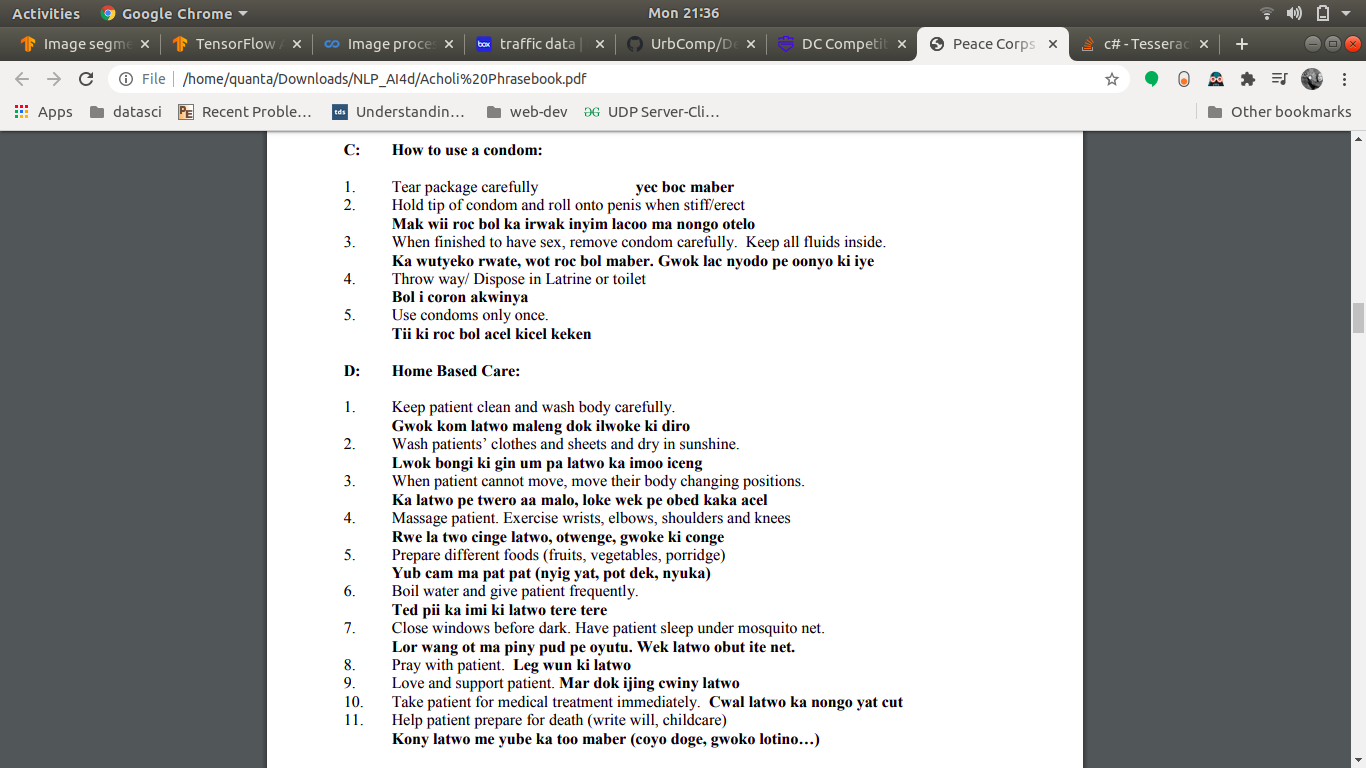 Activities Google Chrome Mon 21:36
Image segme TensorFlow / Image proce traffic data | UrbComp/De DC Competit Peace Corps c# - Tesserac
File /home/quanta/Downloads/NLP_AI4d/Acholi%20Phrasebook.pdf
Apps datasci Recent Proble... tds Understandin... web-dev UDP Server-Cli... Other bookmarks
C: How to use a condom:
1. Tear package carefully yec boc maber
2. Hold tip of condom and roll onto penis when stiff/erect
Mak wii roc bol ka irwak inyim lacoo ma nongo otelo
3. When finished to have sex, remove condom carefully. Keep all fluids inside.
Ka wutyeko rwate, wot roc bol maber. Gwok lac nyodo pe oonyo ki iye
4. Throw way/ Dispose in Latrine or toilet
Bol i coron akwinya
5. Use condoms only once.
Tii ki roc bol acel kicel keken
D: Home Based Care:
1. Keep patient clean and wash body carefully.
Gwok kom latwo maleng dok ilwoke ki diro
2. Wash patients’ clothes and sheets and dry in sunshine.
Lwok bongi ki gin um pa latwo ka imoo iceng
3. When patient cannot move, move their body changing positions.
Ka latwo pe twero aa malo, loke wek pe obed kaka acel
4. Massage patient. Exercise wrists, elbows, shoulders and knees
Rwe la two cinge latwo, otwenge, gwoke ki conge
5. Prepare different foods (fruits, vegetables, porridge)
Yub cam ma pat pat (nyig yat, pot dek, nyuka)
6. Boil water and give patient frequently.
Ted pii ka imi ki latwo tere tere
7. Close windows before dark. Have patient sleep under mosquito net.
Lor wang ot ma piny pud pe oyutu. Wek latwo obut ite net.
8. Pray with patient. Leg wun ki latwo
9. Love and support patient. Mar dok ijing cwiny latwo
10. Take patient for medical treatment immediately. Cwal latwo ka nongo yat cut
11. Help patient prepare for death (write will, childcare)
Kony latwo me yube ka too maber (coyo doge, gwoko lotino…)